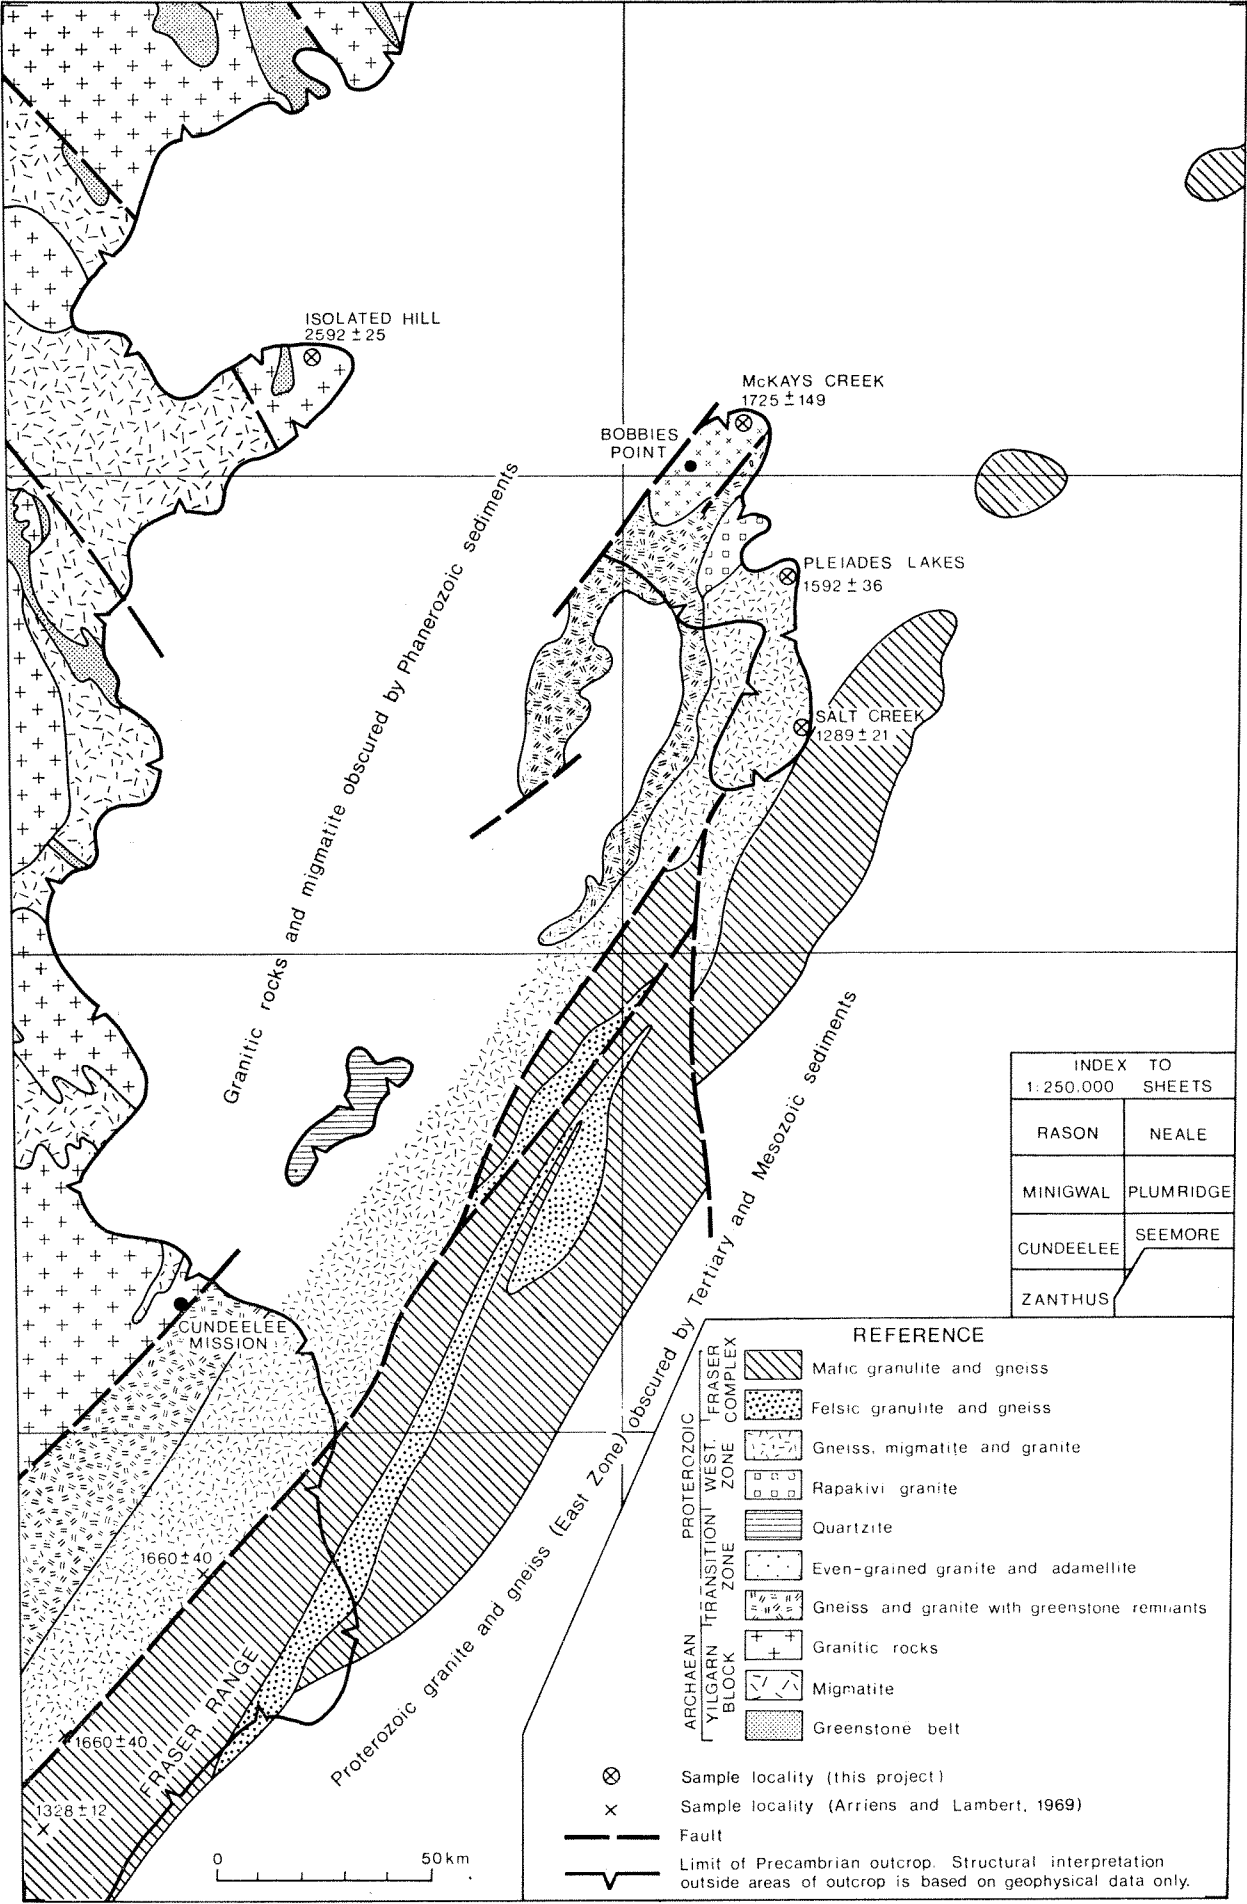 ISOLATED HILL
2592 ± 25
McKAYS CREEK
1725 ± 149
BOBBIES
POINT
Granitic rocks and migmatite obscured by Phanerozoic sediments
PLEIADES LAKES
1592 ± 36
SALT CREEK
1289 ± 21
Proterozoic granite and gneiss (East Zone) obscured by Tertiary and Mesozoic sediments
CUNDEELEE
MISSION
1660 ± 40
FRASER RANGE
1660 ± 40
1328 ± 12
0 50 km
INDEX TO
1:250,000 SHEETS
RASON NEALE
MINIGWAL PLUMRIDGE
CUNDEELEE SEEMORE
ZANTHUS
REFERENCE
PROTEROZOIC
FRASER
COMPLEX
Mafic granulite and gneiss
Felsic granulite and gneiss
WEST.
ZONE
Gneiss, migmatite and granite
Rapakivi granite
TRANSITION
ZONE
Quartzite
Even-grained granite and adamellite
Gneiss and granite with greenstone remnants
ARCHAEAN
YILGARN
BLOCK
Granitic rocks
Migmatite
Greenstone belt
Sample locality (this project)
Sample locality (Arriens and Lambert, 1969)
Fault
Limit of Precambrian outcrop. Structural interpretation
outside areas of outcrop is based on geophysical data only.